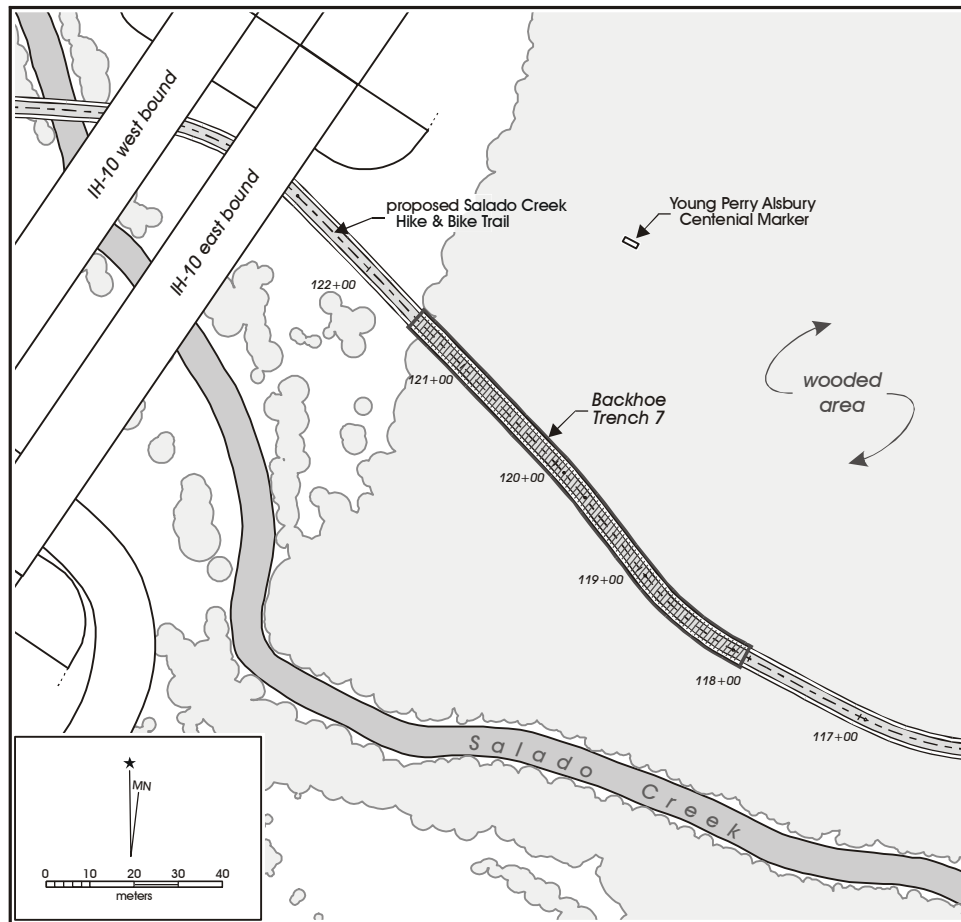 IH-10 west bound
IH-10 east bound
proposed Salado Creek
Hike & Bike Trail
Young Perry Alsbury
Centenial Marker
122+00
121+00
Backhoe
Trench 7
wooded
area
120+00
119+00
118+00
117+00
Salado Creek
MN
0 10 20 30 40
meters